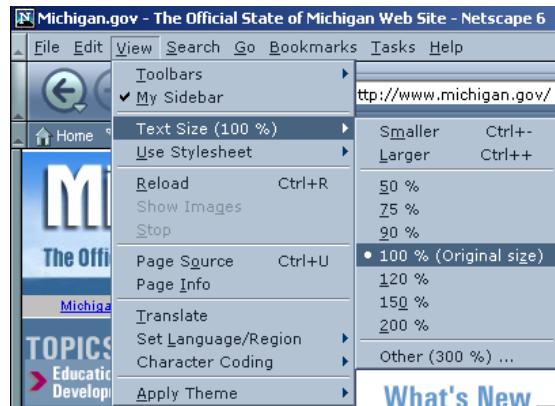 Michigan.gov - The Official State of Michigan Web Site - Netscape 6
File Edit View Search Go Bookmarks Tasks Help
Toolbars
My Sidebar
ttp://www.michigan.gov/
Home
Text Size (100 %)
Use Stylesheet
Reload Ctrl+R
Show Images
Stop
Page Source Ctrl+U
Page Info
Translate
Set Language/Region
Character Coding
Apply Theme
Smaller Ctrl+-
Larger Ctrl++
50 %
75 %
90 %
100 % (Original size)
120 %
150 %
200 %
Other (300 %) ...
Mi
The Offi
Michiga
TOPICS
Educatio
Develop
What's New